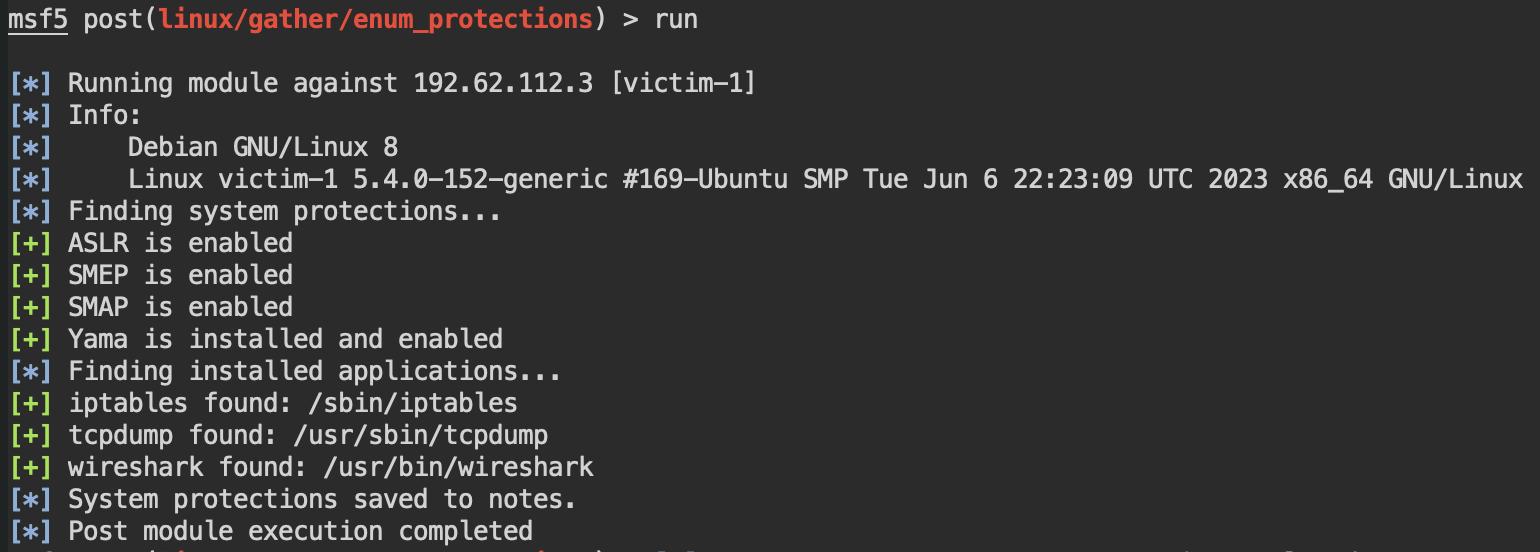 msf5 post(linux/gather/enum_protections) > run
[*] Running module against 192.62.112.3 [victim-1]
[*] Info:
[*]     Debian GNU/Linux 8
[*]     Linux victim-1 5.4.0-152-generic #169-Ubuntu SMP Tue Jun 6 22:23:09 UTC 2023 x86_64 GNU/Linux
[*] Finding system protections...
[+] ASLR is enabled
[+] SMEP is enabled
[+] SMAP is enabled
[+] Yama is installed and enabled
[*] Finding installed applications...
[+] iptables found: /sbin/iptables
[+] tcpdump found: /usr/sbin/tcpdump
[+] wireshark found: /usr/bin/wireshark
[*] System protections saved to notes.
[*] Post module execution completed